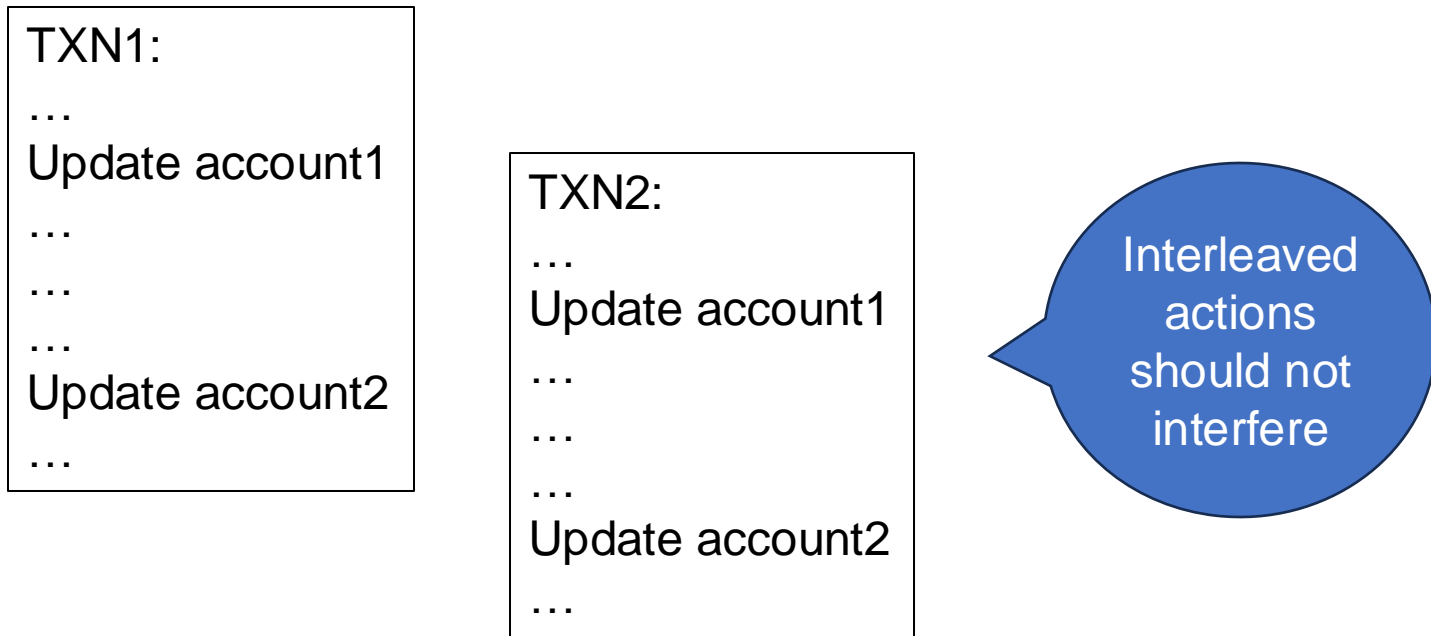 TXN1:
…
Update account1
…
…
…
Update account2
…
TXN2:
…
Update account1
…
…
…
Update account2
…
Interleaved
actions
should not
interfere